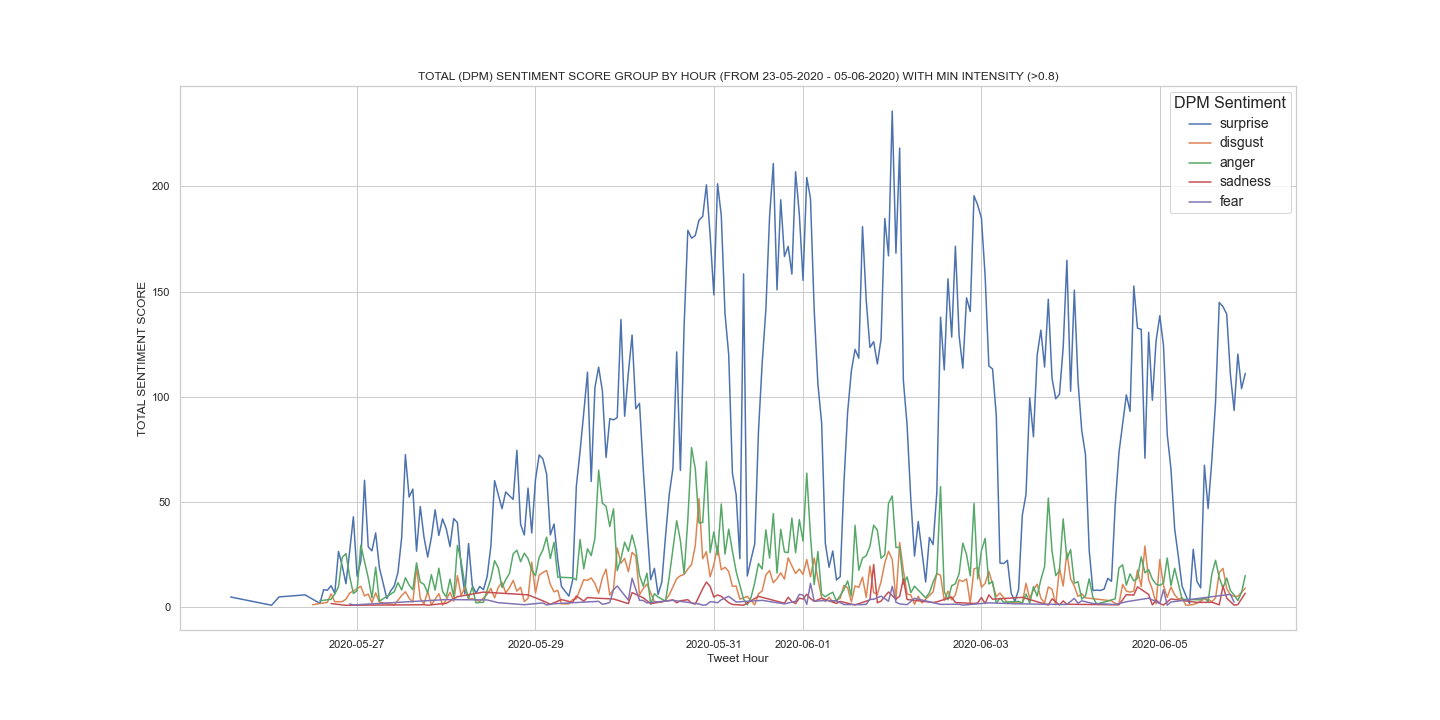 TOTAL (DPM) SENTIMENT SCORE GROUP BY HOUR (FROM 23-05-2020 - 05-06-2020) WITH MIN INTENSITY (>0.8)
DPM Sentiment
surprise
disgust
anger
sadness
fear
TOTAL SENTIMENT SCORE
200
150
100
50
0
2020-05-27
2020-05-29
2020-05-31
2020-06-01
2020-06-03
2020-06-05
Tweet Hour